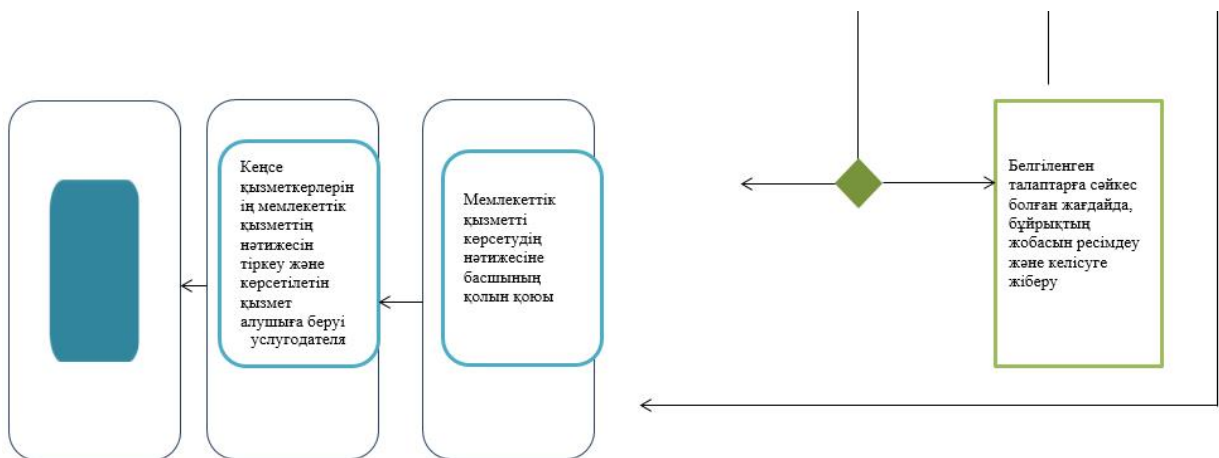 Кеңсе
қызметкерлерін
ің мемлекеттік
қызметтің
нәтижесін
тіркеу және
көрсетілетін
қызмет
алушыға беруі
услугодателя
Мемлекеттік
қызметті
көрсетудің
нәтижесіне
басшының
қолын қоюы
Белгіленген
талаптарға сәйкес
болған жағдайда,
бұйрықтың
жобасын ресімдеу
және келісуге
жіберу